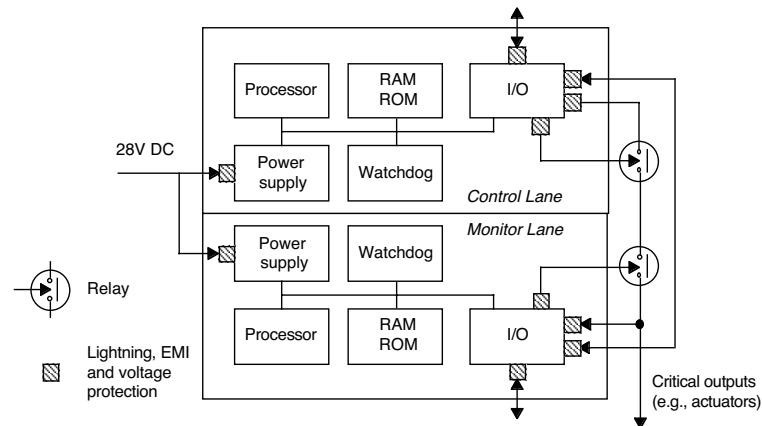 Processor
RAM
ROM
I/O
28V DC
Power
supply
Watchdog
Control Lane
Monitor Lane
Power
supply
Watchdog
Relay
Processor
RAM
ROM
I/O
Lightning, EMI
and voltage
protection
Critical outputs
(e.g., actuators)